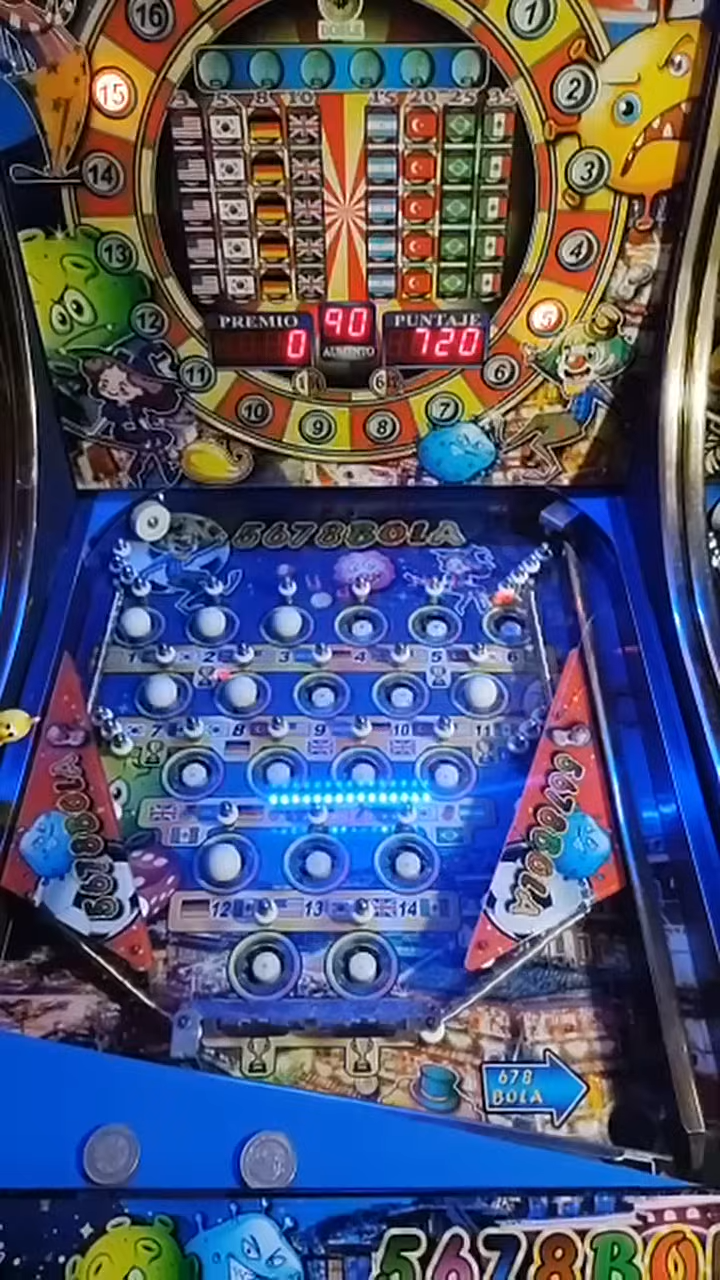 16
1
DOBLE
15
2
3 5 8 10 15 20 25 35
14
3
13
4
12
5
PREMIO 90 PUNTAJE
0 AUMENTO 720
11
6
10
7
9
8
5678BOLA
1 2 3 4 5 6
7 8 9 10 11
5678BOLA
5678BOLA
12 13 14
678
BOLA
5678BO